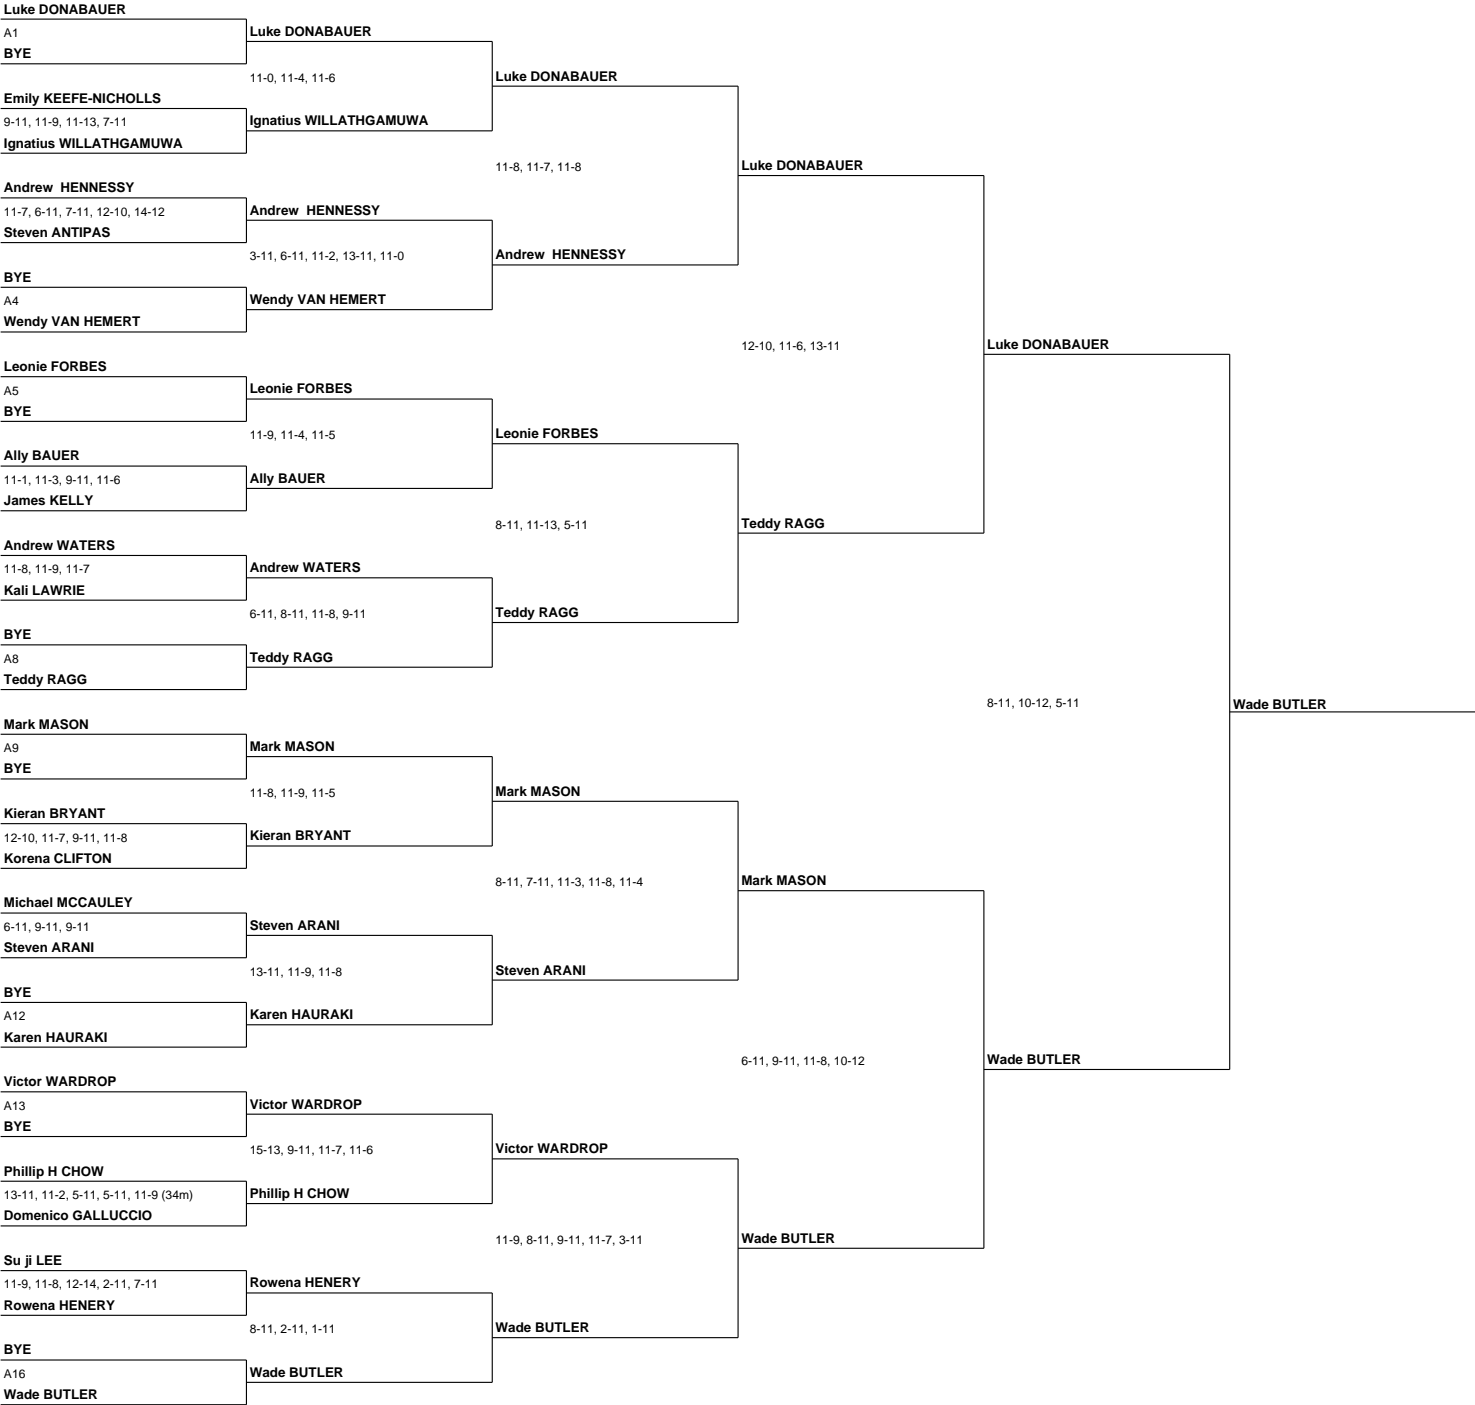 Luke DONABAUER
A1
BYE
Luke DONABAUER
11-0, 11-4, 11-6
Luke DONABAUER
Emily KEEFE-NICHOLLS
9-11, 11-9, 11-13, 7-11
Ignatius WILLATHGAMUWA
Ignatius WILLATHGAMUWA
11-8, 11-7, 11-8
Luke DONABAUER
Andrew  HENNESSY
11-7, 6-11, 7-11, 12-10, 14-12
Steven ANTIPAS
Andrew  HENNESSY
3-11, 6-11, 11-2, 13-11, 11-0
Andrew  HENNESSY
BYE
A4
Wendy VAN HEMERT
Wendy VAN HEMERT
12-10, 11-6, 13-11
Luke DONABAUER
Leonie FORBES
A5
BYE
Leonie FORBES
11-9, 11-4, 11-5
Leonie FORBES
Ally BAUER
11-1, 11-3, 9-11, 11-6
James KELLY
Ally BAUER
8-11, 11-13, 5-11
Teddy RAGG
Andrew WATERS
11-8, 11-9, 11-7
Kali LAWRIE
Andrew WATERS
6-11, 8-11, 11-8, 9-11
Teddy RAGG
BYE
A8
Teddy RAGG
Teddy RAGG
8-11, 10-12, 5-11
Wade BUTLER
Mark MASON
A9
BYE
Mark MASON
11-8, 11-9, 11-5
Mark MASON
Kieran BRYANT
12-10, 11-7, 9-11, 11-8
Korena CLIFTON
Kieran BRYANT
8-11, 7-11, 11-3, 11-8, 11-4
Mark MASON
Michael MCCAULEY
6-11, 9-11, 9-11
Steven ARANI
Steven ARANI
13-11, 11-9, 11-8
Steven ARANI
BYE
A12
Karen HAURAKI
Karen HAURAKI
6-11, 9-11, 11-8, 10-12
Wade BUTLER
Victor WARDROP
A13
BYE
Victor WARDROP
15-13, 9-11, 11-7, 11-6
Victor WARDROP
Phillip H CHOW
13-11, 11-2, 5-11, 5-11, 11-9 (34m)
Domenico GALLUCCIO
Phillip H CHOW
11-9, 8-11, 9-11, 11-7, 3-11
Wade BUTLER
Su ji LEE
11-9, 11-8, 12-14, 2-11, 7-11
Rowena HENERY
Rowena HENERY
8-11, 2-11, 1-11
Wade BUTLER
BYE
A16
Wade BUTLER
Wade BUTLER